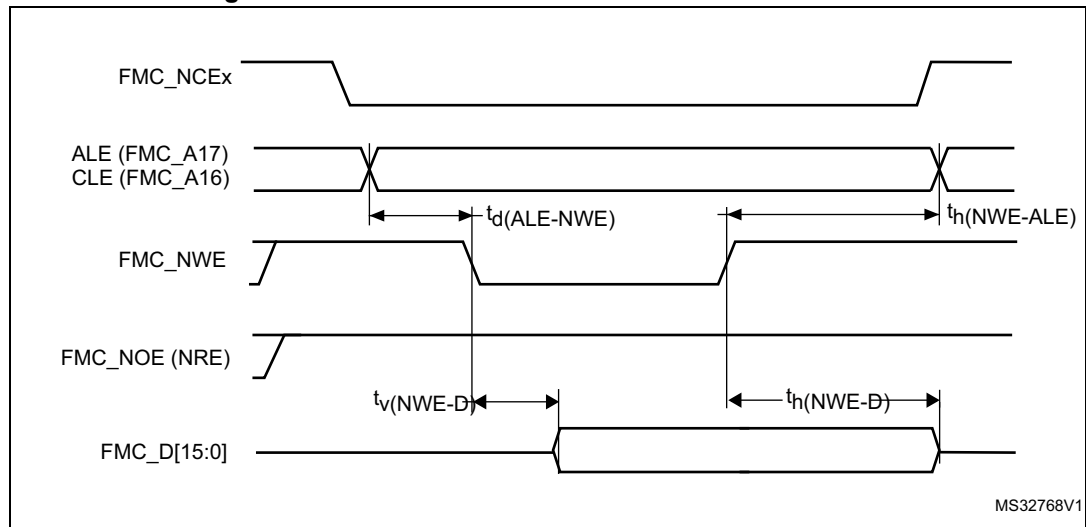 FMC_NCEx
ALE (FMC_A17)
CLE (FMC_A16)
td(ALE-NWE)
th(NWE-ALE)
FMC_NWE
FMC_NOE (NRE)
tv(NWE-D)
th(NWE-D)
FMC_D[15:0]
MS32768V1